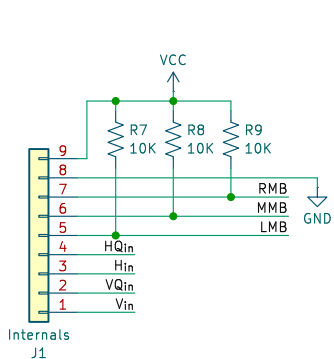 VCC
R7 R8 R9
10K 10K 10K
9
8
7 RMB
GND
6 MMB
5 LMB
4 HQin
3 Hin
2 VQin
1 Vin
Internals
J1